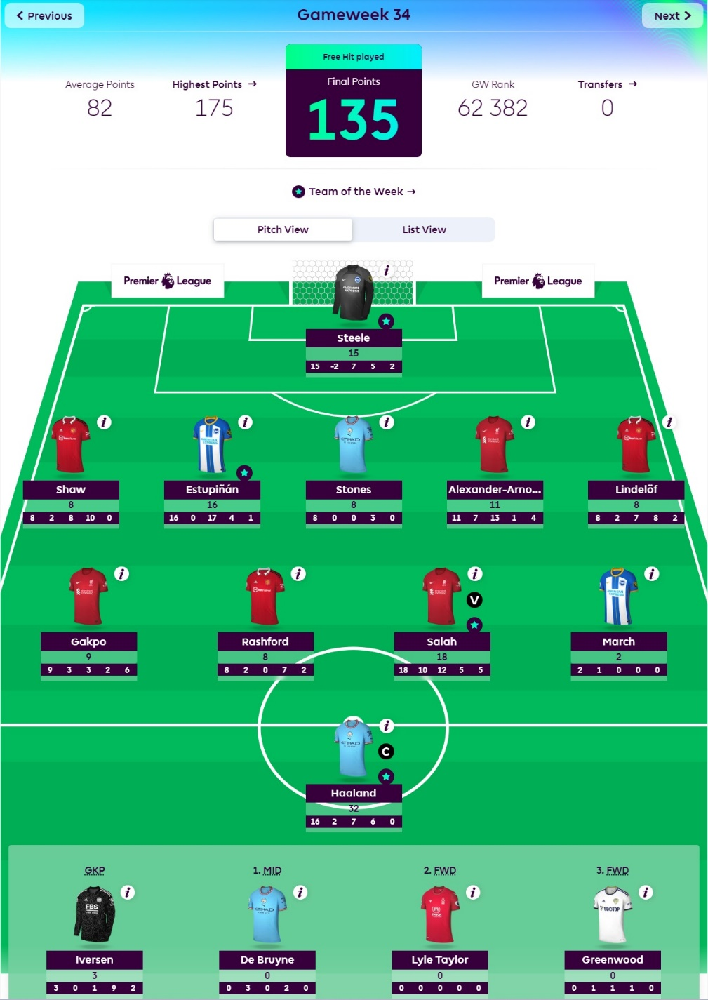 Previous
Gameweek 34
Next
Free Hit played
Average Points
Highest Points →
Final Points
GW Rank
Transfers →
82
175
135
62 382
0
Team of the Week →
Pitch View
List View
Premier League
Premier League
AMERICAN EXPRESS
i
Steele
15
15 -2 7 5 2
i
i
ETIHAD
i
i
i
Shaw
Estupiñán
Stones
Alexander-Arno...
Lindelöf
8
16
8
11
8
8 2 8 10 0
16 0 17 4 1
8 0 0 3 0
11 7 13 1 4
8 2 7 8 2
i
i
i
V
i
Gakpo
Rashford
Salah
March
9
8
18
2
9 3 3 2 6
8 2 0 7 2
18 10 12 5 5
2 1 0 0 0
i
ETIHAD
C
Haaland
32
16 2 7 6 0
GKP
1. MID
2. FWD
3. FWD
i
i
i
i
FBS
ETIHAD
SBOTOP
Iversen
De Bruyne
Lyle Taylor
Greenwood
3
0
0
0
3 0 1 9 2
0 3 0 2 0
0 0 0 0 0
0 1 1 1 0